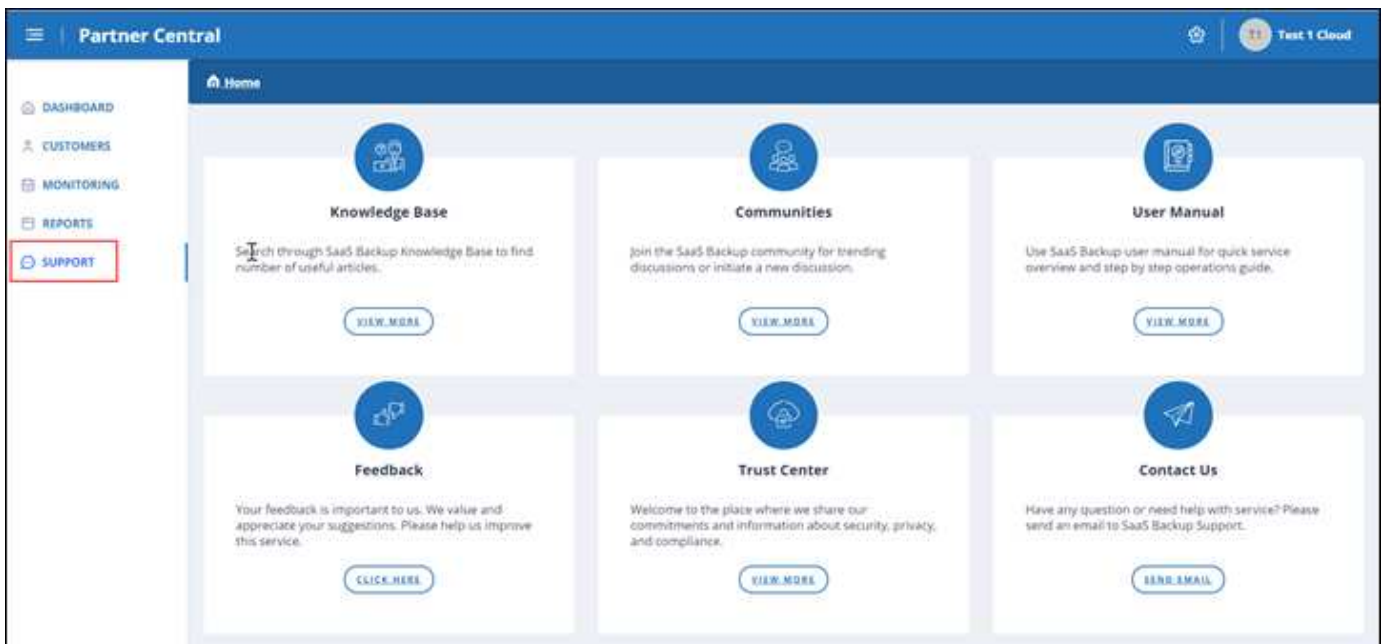 Partner Central
T1 Test 1 Cloud
Home
DASHBOARD
CUSTOMERS
MONITORING
REPORTS
SUPPORT
Knowledge Base
Search through SaaS Backup Knowledge Base to find
number of useful articles.
VIEW MORE
Communities
Join the SaaS Backup community for trending
discussions or initiate a new discussion.
VIEW MORE
User Manual
Use SaaS Backup user manual for quick service
overview and step by step operations guide.
VIEW MORE
Feedback
Your feedback is important to us. We value and
appreciate your suggestions. Please help us improve
this service.
CLICK HERE
Trust Center
Welcome to the place where we share our
commitments and information about security, privacy,
and compliance.
VIEW MORE
Contact Us
Have any question or need help with service? Please
send an email to SaaS Backup Support.
SEND EMAIL